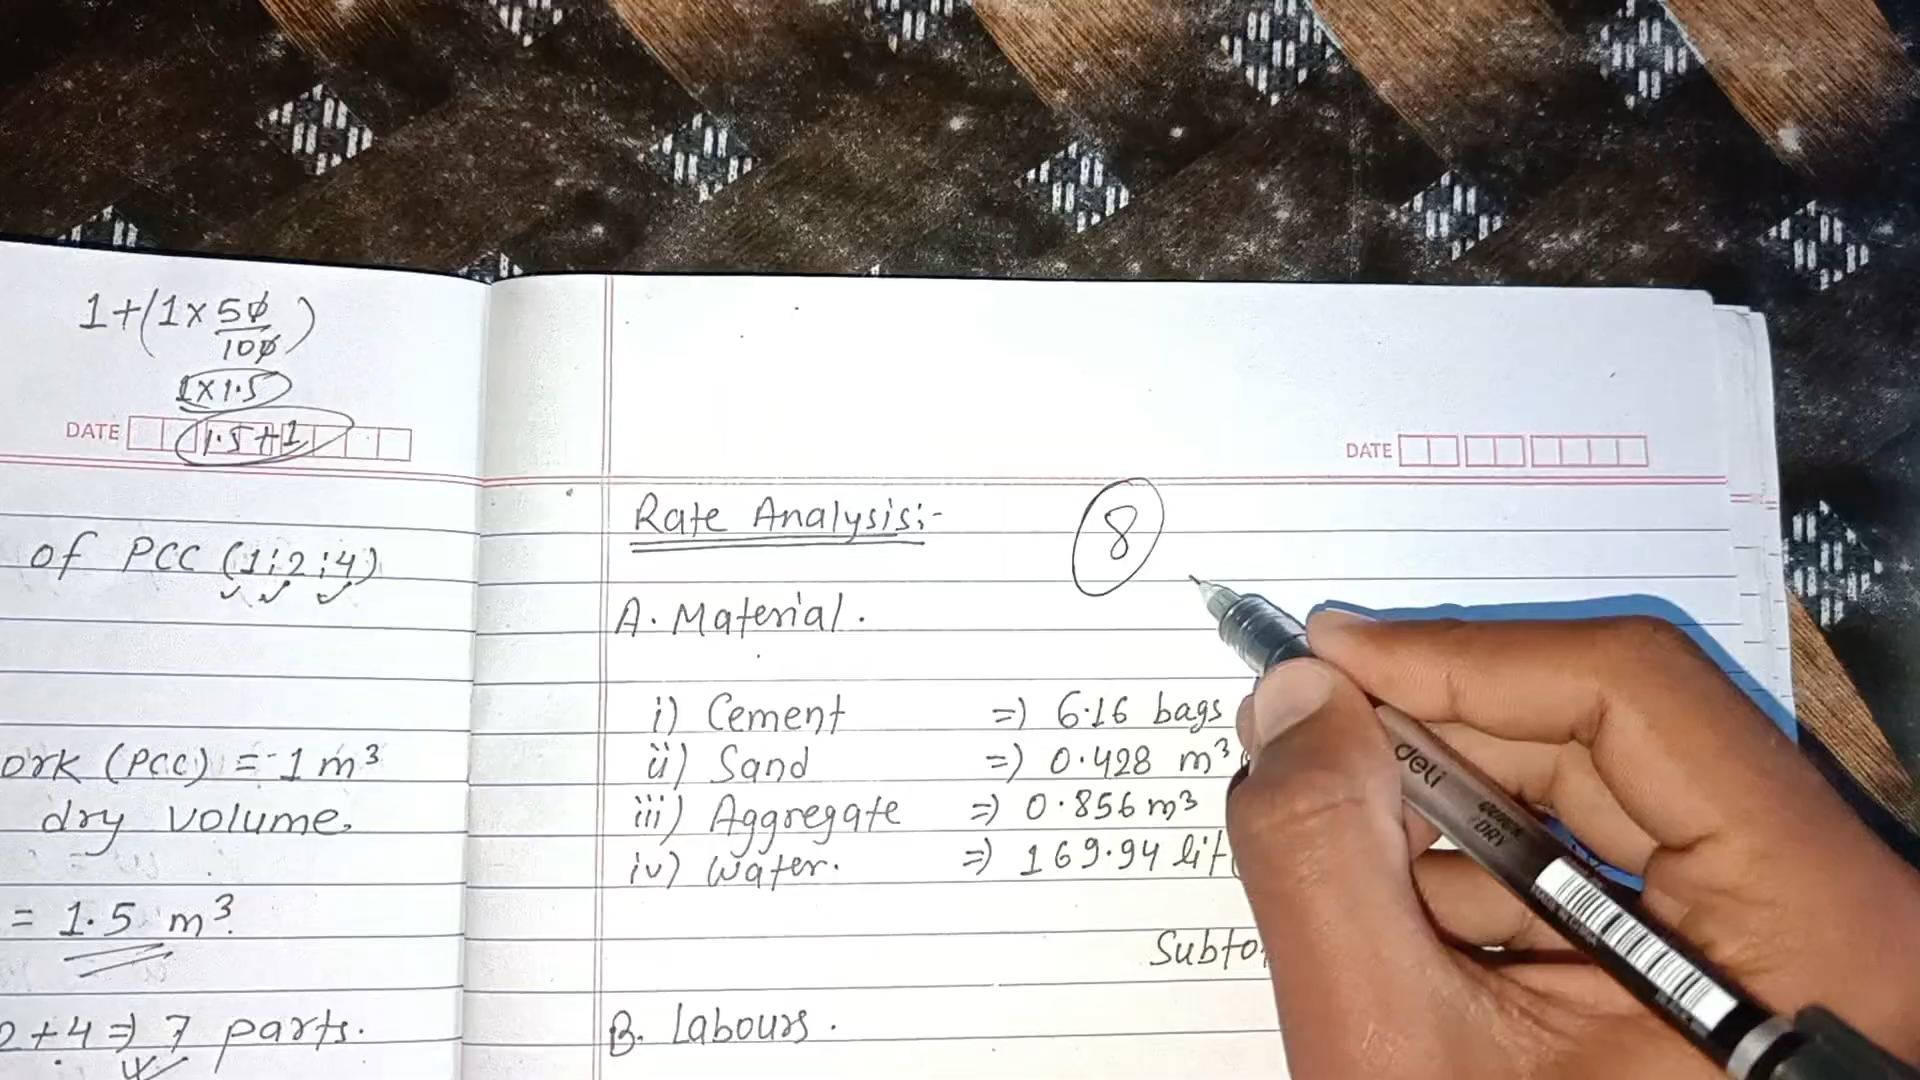 1+(1×50/100)
1×1.5
DATE
1.5+1
of PCC (1:2:4)
ork (PCC) = 1 m³
dry volume.
= 1.5 m³.
2+4 ⇒ 7 parts.
DATE
Rate Analysis:-
8
A. Material.
i) Cement => 6.16 bags
ii) Sand => 0.428 m³
iii) Aggregate => 0.856 m³
iv) Water. => 169.94 lit
Subto
B. Labours.
deli
QUICK
DRY